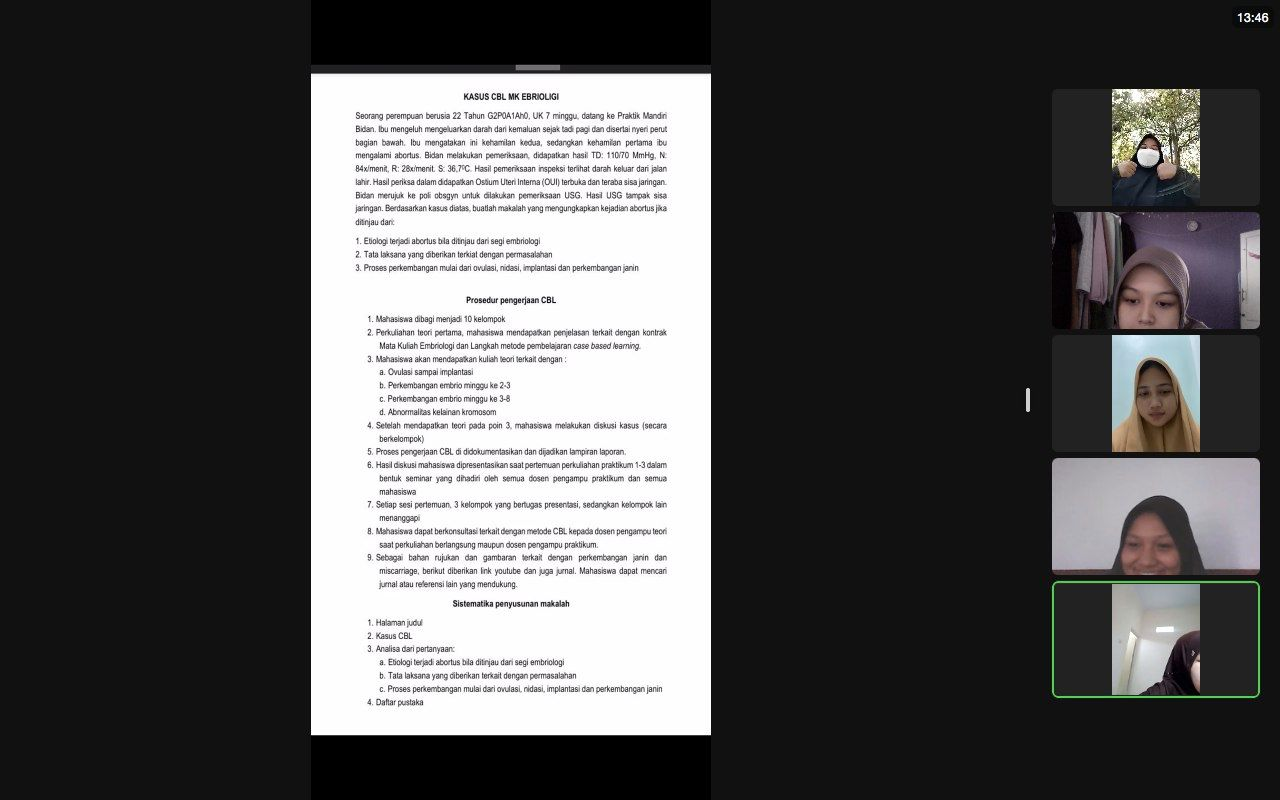 13:46
KASUS CBL MK EBRIOLIGI
Seorang perempuan berusia 22 Tahun G2P0A1Ah0, UK 7 minggu, datang ke Praktik Mandiri
Bidan. Ibu mengeluh mengeluarkan darah dari kemaluan sejak tadi pagi dan disertai nyeri perut
bagian bawah. Ibu mengatakan ini kehamilan kedua, sedangkan kehamilan pertama ibu
mengalami abortus. Bidan melakukan pemeriksaan, didapatkan hasil TD: 110/70 MmHg, N:
84x/menit, R: 28x/menit. S: 36,7⁰C. Hasil pemeriksaan inspeksi terlihat darah keluar dari jalan
lahir. Hasil periksa dalam didapatkan Ostium Uteri Interna (OUI) terbuka dan teraba sisa jaringan.
Bidan merujuk ke poli obsgyn untuk dilakukan pemeriksaan USG. Hasil USG tampak sisa
jaringan. Berdasarkan kasus diatas, buatlah makalah yang mengungkapkan kejadian abortus jika
ditinjau dari:
1. Etiologi terjadi abortus bila ditinjau dari segi embriologi
2. Tata laksana yang diberikan terkiat dengan permasalahan
3. Proses perkembangan mulai dari ovulasi, nidasi, implantasi dan perkembangan janin
Prosedur pengerjaan CBL
1. Mahasiswa dibagi menjadi 10 kelompok
2. Perkuliahan teori pertama, mahasiswa mendapatkan penjelasan terkait dengan kontrak
Mata Kuliah Embriologi dan Langkah metode pembelajaran case based learning.
3. Mahasiswa akan mendapatkan kuliah teori terkait dengan :
a. Ovulasi sampai implantasi
b. Perkembangan embrio minggu ke 2-3
c. Perkembangan embrio minggu ke 3-8
d. Abnormalitas kelainan kromosom
4. Setelah mendapatkan teori pada poin 3, mahasiswa melakukan diskusi kasus (secara
berkelompok)
5. Proses pengerjaan CBL di didokumentasikan dan dijadikan lampiran laporan.
6. Hasil diskusi mahasiswa dipresentasikan saat pertemuan perkuliahan praktikum 1-3 dalam
bentuk seminar yang dihadiri oleh semua dosen pengampu praktikum dan semua
mahasiswa
7. Setiap sesi pertemuan, 3 kelompok yang bertugas presentasi, sedangkan kelompok lain
menanggapi
8. Mahasiswa dapat berkonsultasi terkait dengan metode CBL kepada dosen pengampu teori
saat perkuliahan berlangsung maupun dosen pengampu praktikum.
9. Sebagai bahan rujukan dan gambaran terkait dengan perkembangan janin dan
miscarriage, berikut diberikan link youtube dan juga jurnal. Mahasiswa dapat mencari
jurnal atau referensi lain yang mendukung.
Sistematika penyusunan makalah
1. Halaman judul
2. Kasus CBL
3. Analisa dari pertanyaan:
a. Etiologi terjadi abortus bila ditinjau dari segi embriologi
b. Tata laksana yang diberikan terkait dengan permasalahan
c. Proses perkembangan mulai dari ovulasi, nidasi, implantasi dan perkembangan janin
4. Daftar pustaka